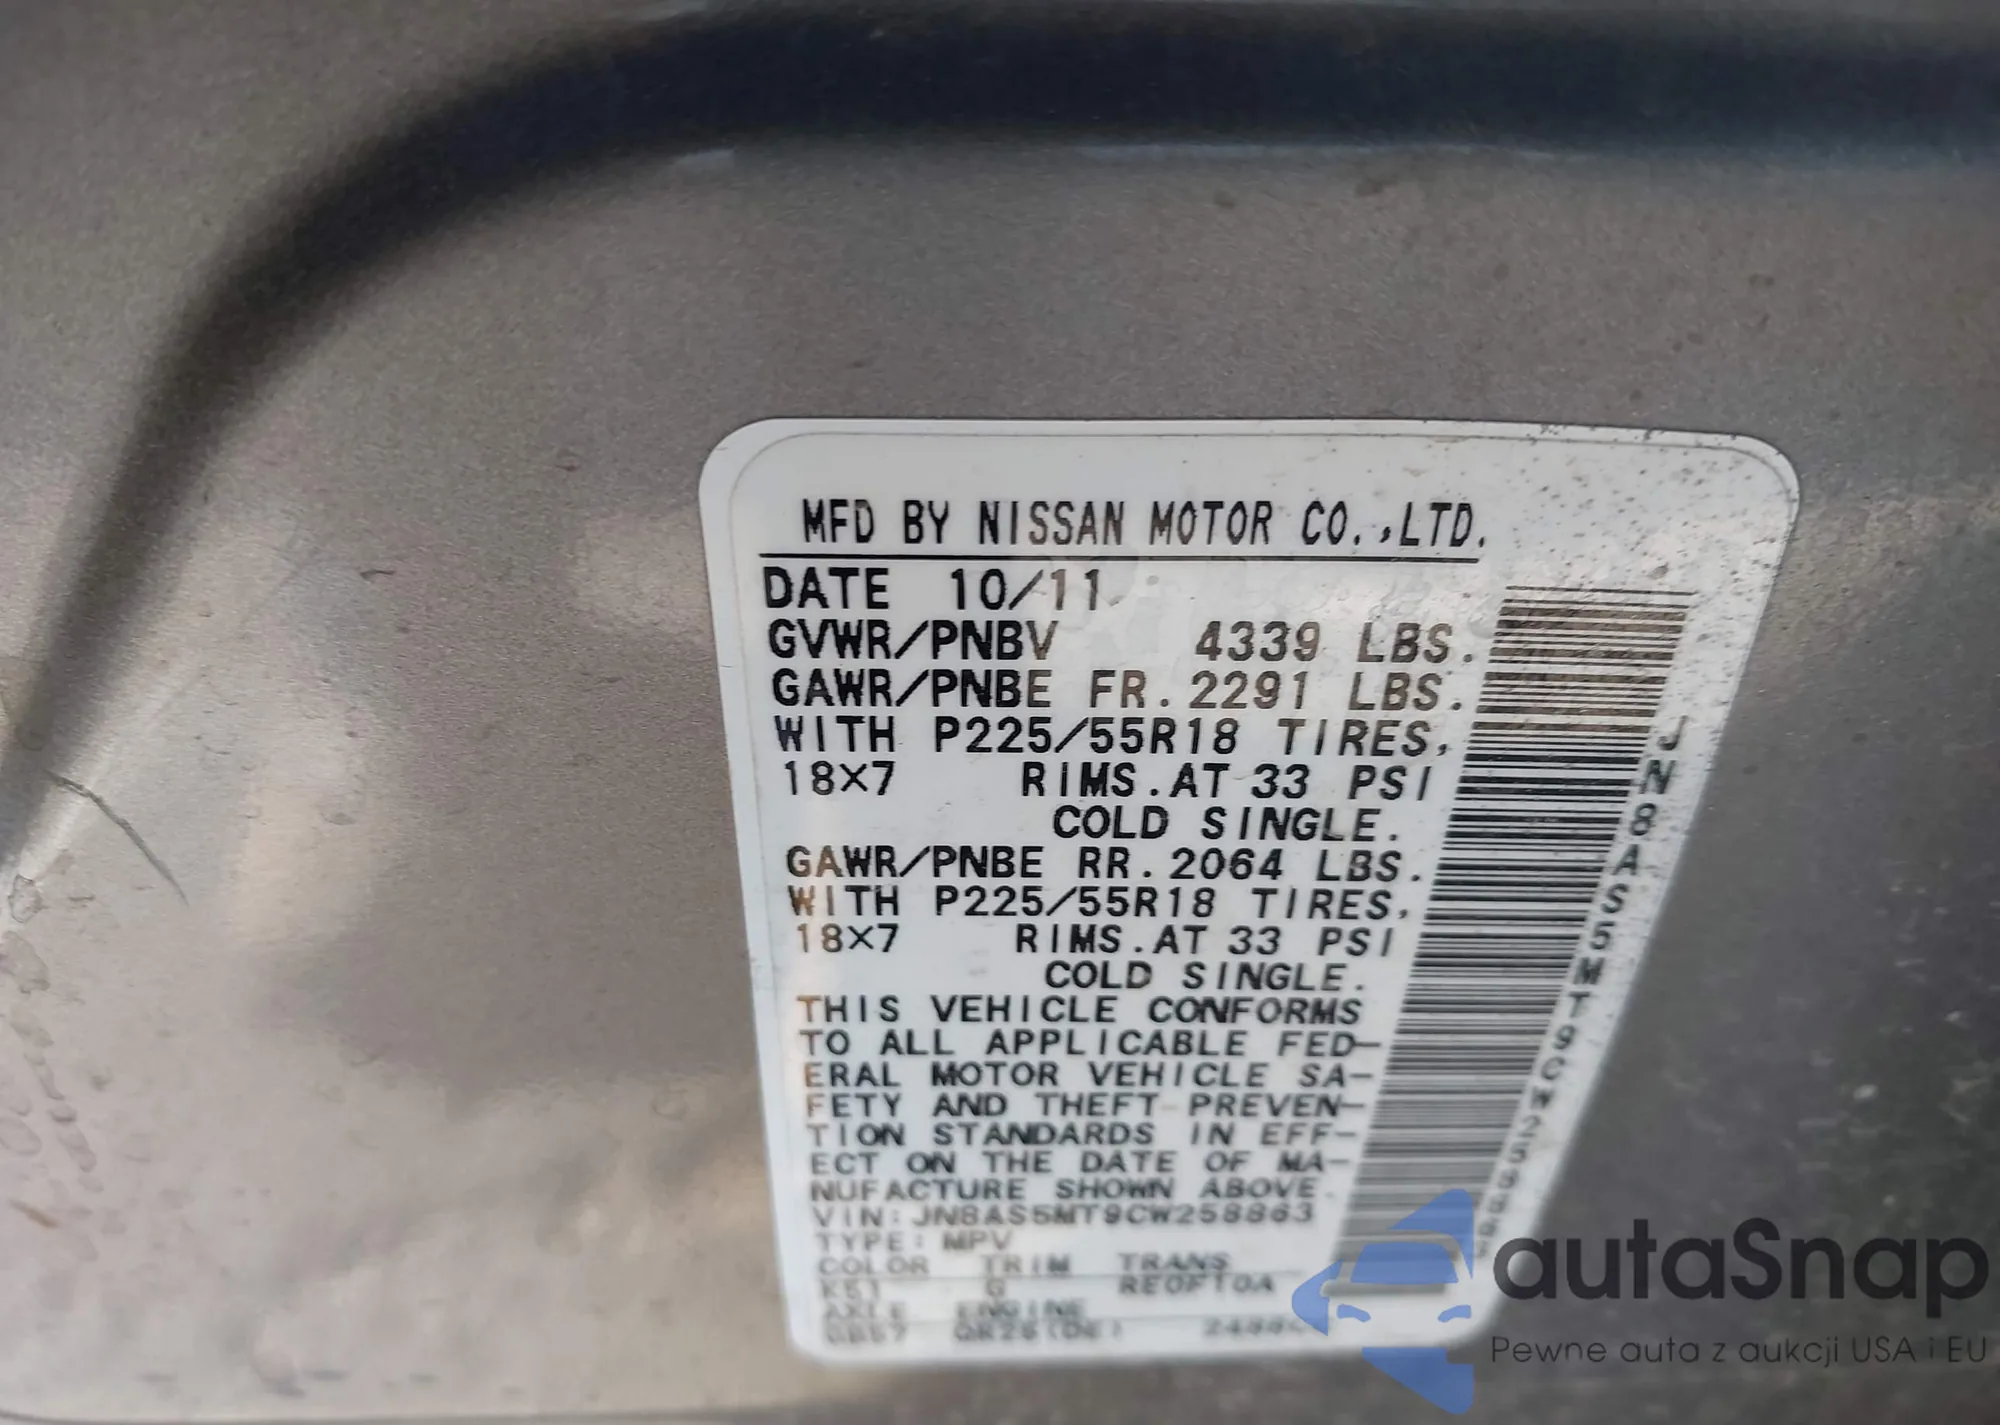 MFD BY NISSAN MOTOR CO.,LTD.
DATE 10/11
GVWR/PNBV 4339 LBS.
GAWR/PNBE FR.2291 LBS.
WITH P225/55R18 TIRES,
18×7 RIMS.AT 33 PSI
COLD SINGLE.
GAWR/PNBE RR.2064 LBS.
WITH P225/55R18 TIRES,
18×7 RIMS.AT 33 PSI
COLD SINGLE.
THIS VEHICLE CONFORMS
TO ALL APPLICABLE FED-
ERAL MOTOR VEHICLE SA-
FETY AND THEFT PREVEN-
TION STANDARDS IN EFF-
ECT ON THE DATE OF MA-
NUFACTURE SHOWN ABOVE.
VIN:JN8AS5MT9CW258863
TYPE: MPV
COLOR TRIM TRANS
K51 G RE0F10A
AXLE ENGINE
autaSnap
Pewne auta z aukcji USA i EU